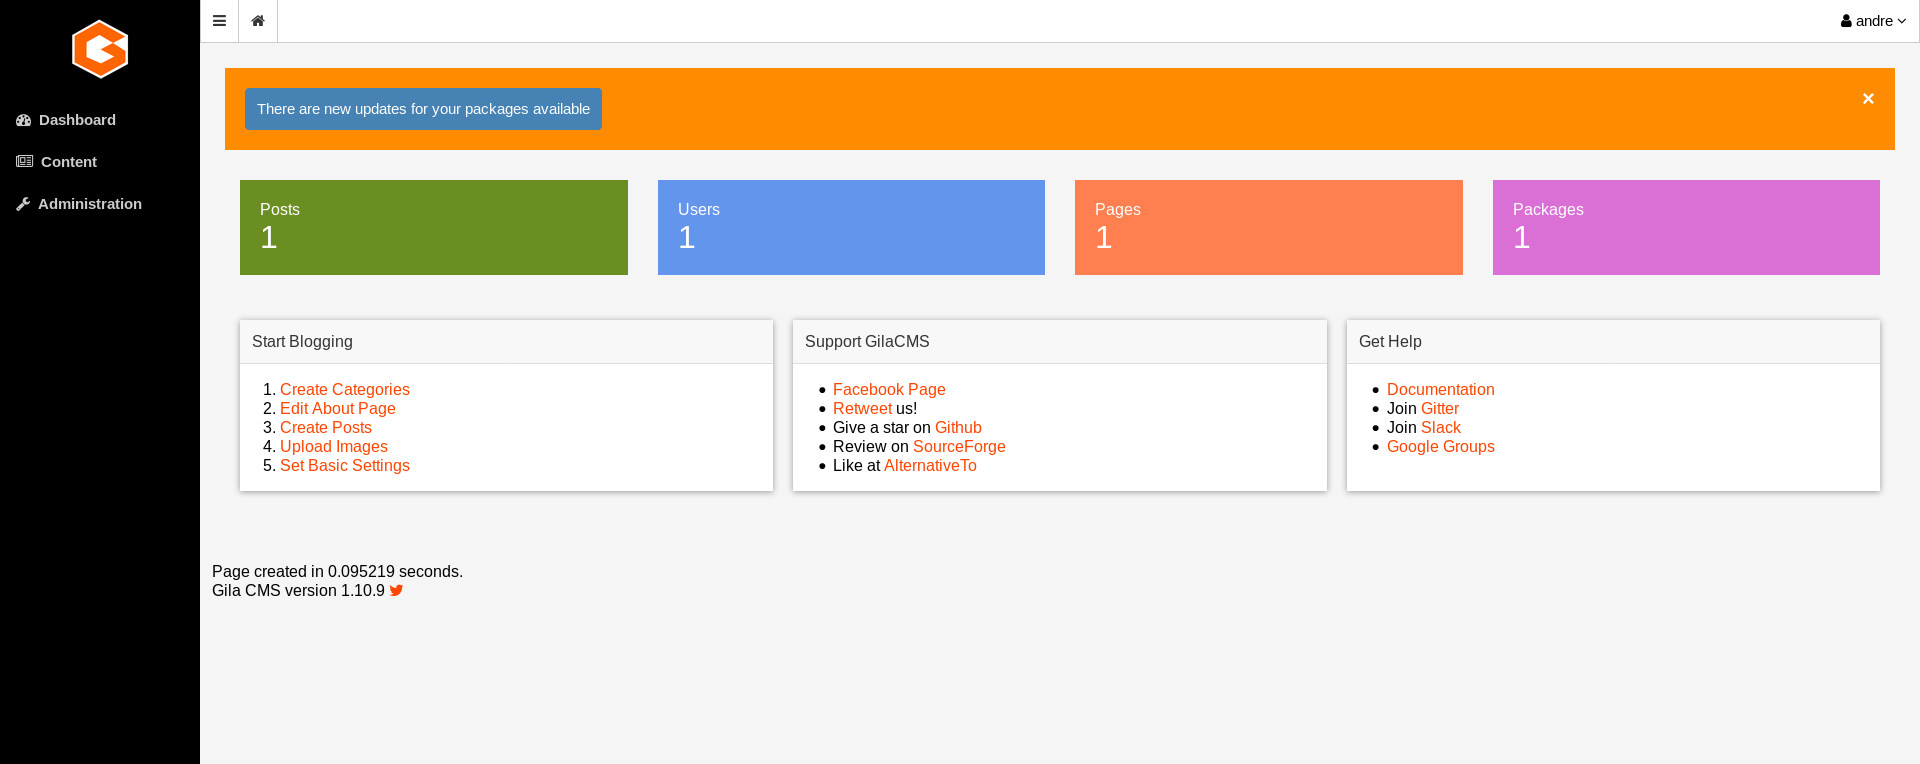 andre
Dashboard
Content
Administration
There are new updates for your packages available
×
Posts
1
Users
1
Pages
1
Packages
1
Start Blogging
1. Create Categories
2. Edit About Page
3. Create Posts
4. Upload Images
5. Set Basic Settings
Support GilaCMS
• Facebook Page
• Retweet us!
• Give a star on Github
• Review on SourceForge
• Like at AlternativeTo
Get Help
• Documentation
• Join Gitter
• Join Slack
• Google Groups
Page created in 0.095219 seconds.
Gila CMS version 1.10.9